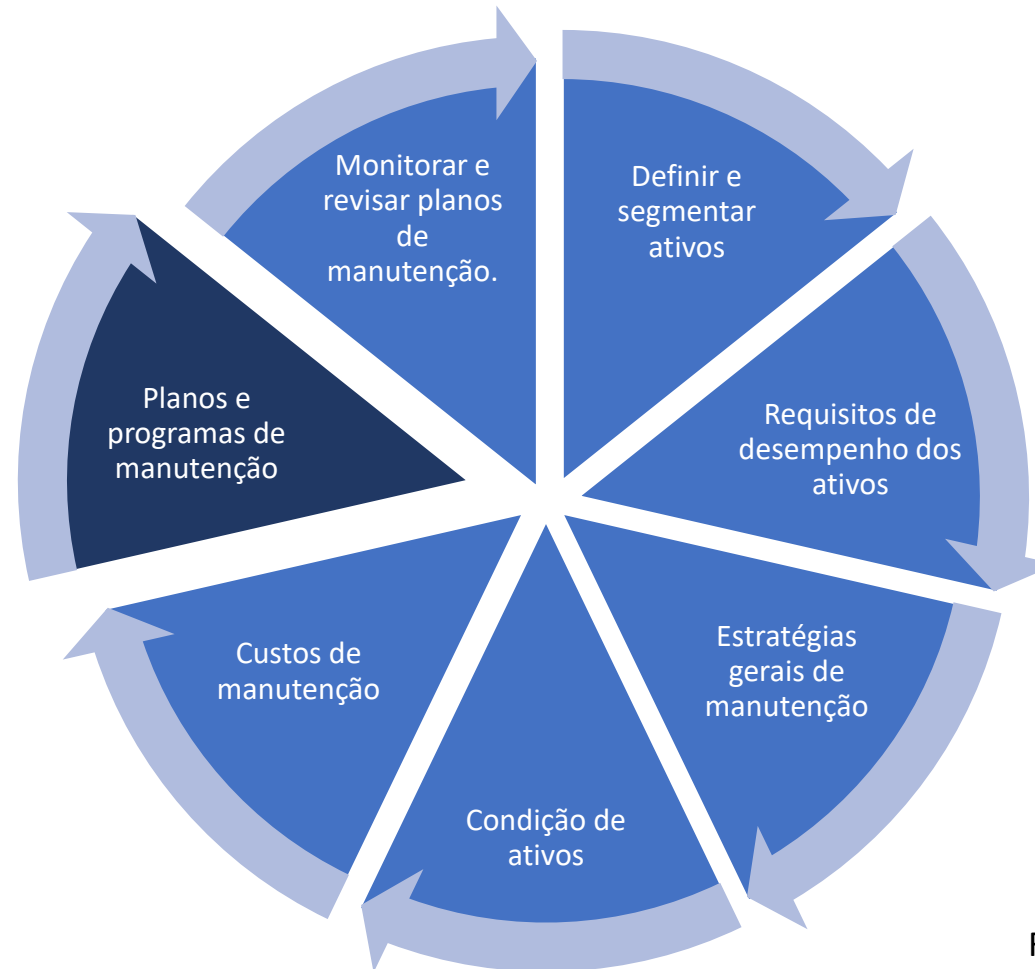 Monitorar e
revisar planos
de
manutenção.
Definir e
segmentar
ativos
Requisitos de
desempenho dos
ativos
Estratégias
gerais de
manutenção
Condição de
ativos
Custos de
manutenção
Planos e
programas de
manutenção